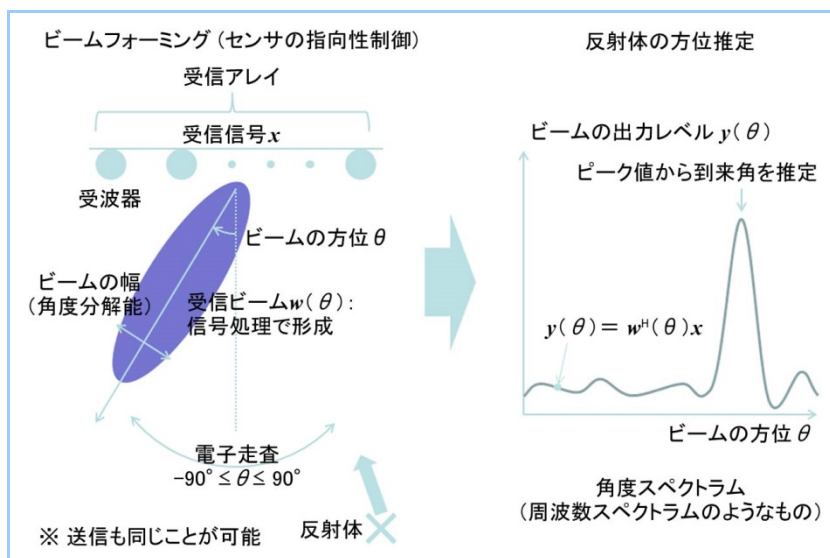 ビームフォーミング(センサの指向性制御)
受信アレイ
受信信号x
受波器
ビームの方位θ
ビームの幅
(角度分解能)
受信ビームw(θ):
信号処理で形成
電子走査
-90°≤θ≤90°
※ 送信も同じことが可能
反射体
反射体の方位推定
ビームの出力レベル y(θ)
ピーク値から到来角を推定
y(θ)= wᴴ(θ)x
ビームの方位θ
角度スペクトラム
(周波数スペクトラムのようなもの)